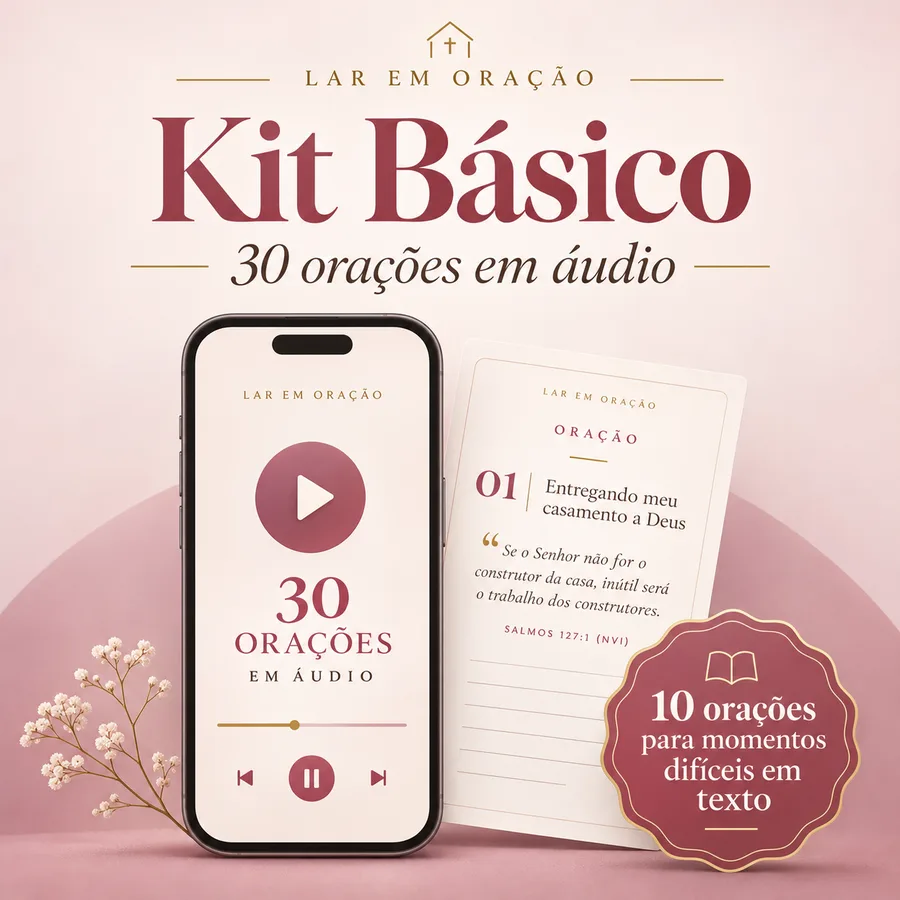 LAR EM ORAÇÃO
Kit Básico
30 orações em áudio
LAR EM ORAÇÃO
30
ORAÇÕES
EM ÁUDIO
LAR EM ORAÇÃO
ORAÇÃO
01
Entregando meu
casamento a Deus
“Se o Senhor não for o
construtor da casa, inútil será
o trabalho dos construtores.
SALMOS 127:1 (NVI)
10 orações
para momentos
difíceis em
texto